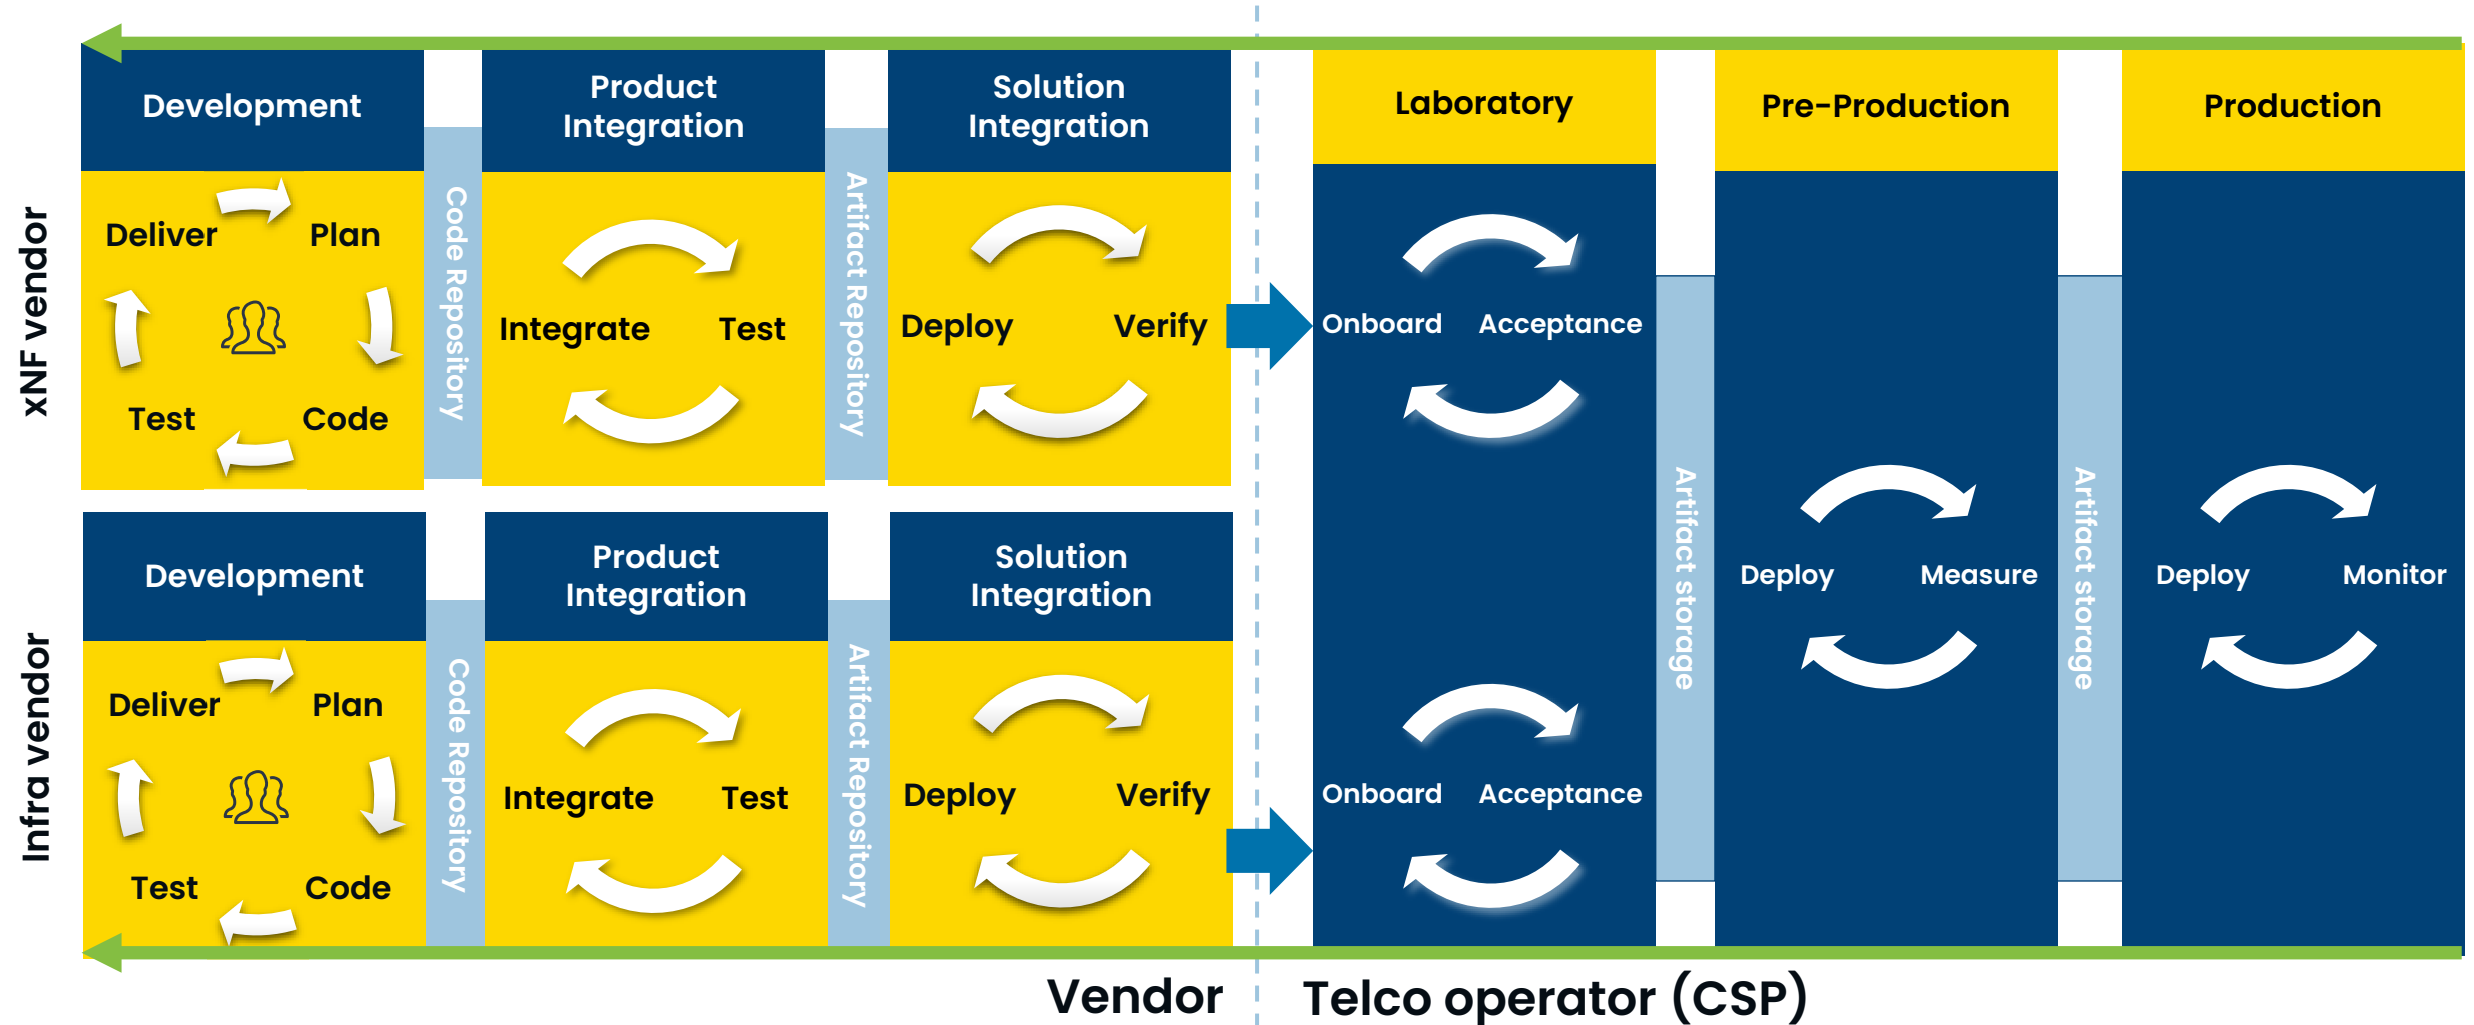 xNF vendor
Development
Deliver
Plan
Test
Code
Code Repository
Product
Integration
Integrate
Test
Artifact Repository
Solution
Integration
Deploy
Verify
Infra vendor
Development
Deliver
Plan
Test
Code
Code Repository
Product
Integration
Integrate
Test
Artifact Repository
Solution
Integration
Deploy
Verify
Laboratory
Onboard
Acceptance
Onboard
Acceptance
Artifact storage
Pre-Production
Deploy
Measure
Artifact storage
Production
Deploy
Monitor
Vendor
Telco operator (CSP)